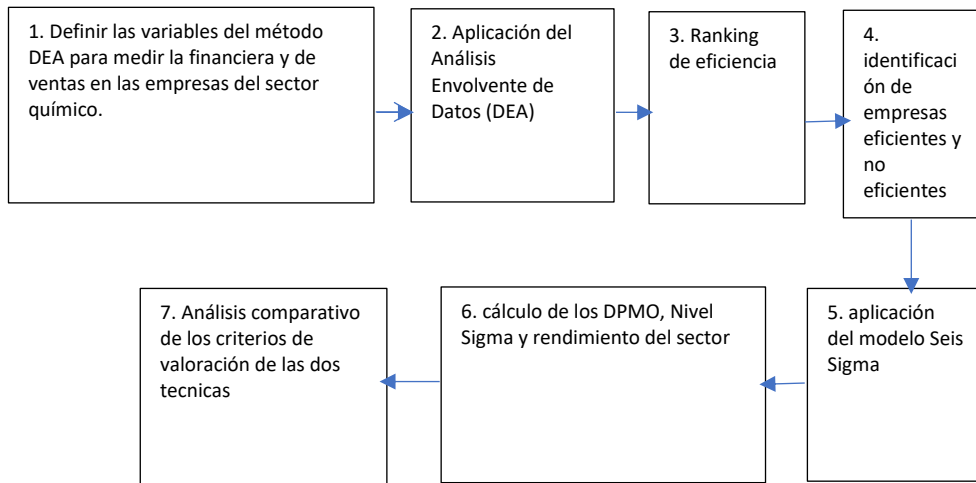 1. Definir las variables del método
DEA para medir la financiera y de
ventas en las empresas del sector
químico.
2. Aplicación del
Análisis
Envolvente de
Datos (DEA)
3. Ranking
de eficiencia
4.
identificaci
ón de
empresas
eficientes y
no
eficientes
5. aplicación
del modelo Seis
Sigma
6. cálculo de los DPMO, Nivel
Sigma y rendimiento del sector
7. Análisis comparativo
de los criterios de
valoración de las dos
tecnicas